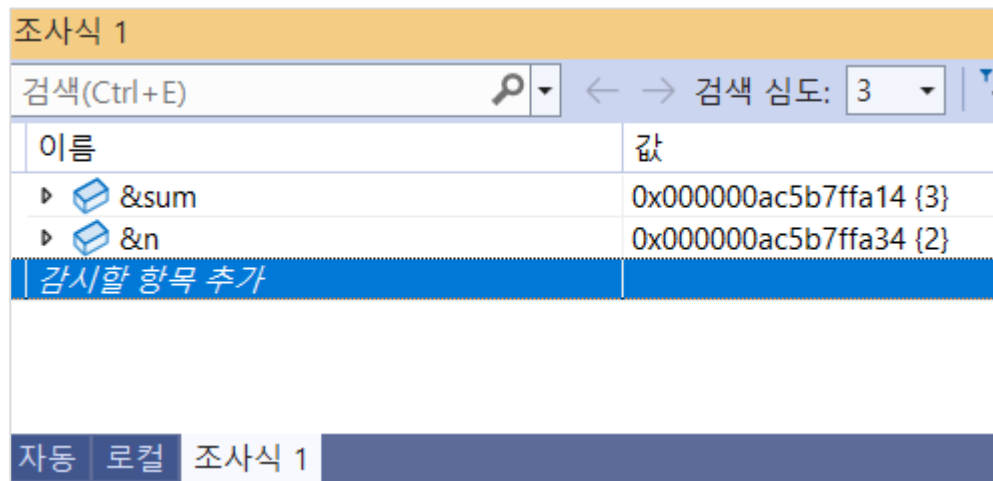 조사식 1
검색(Ctrl+E) 검색 심도: 3
이름 값
&sum 0x000000ac5b7ffa14 {3}
&n 0x000000ac5b7ffa34 {2}
감시할 항목 추가
자동 로컬 조사식 1